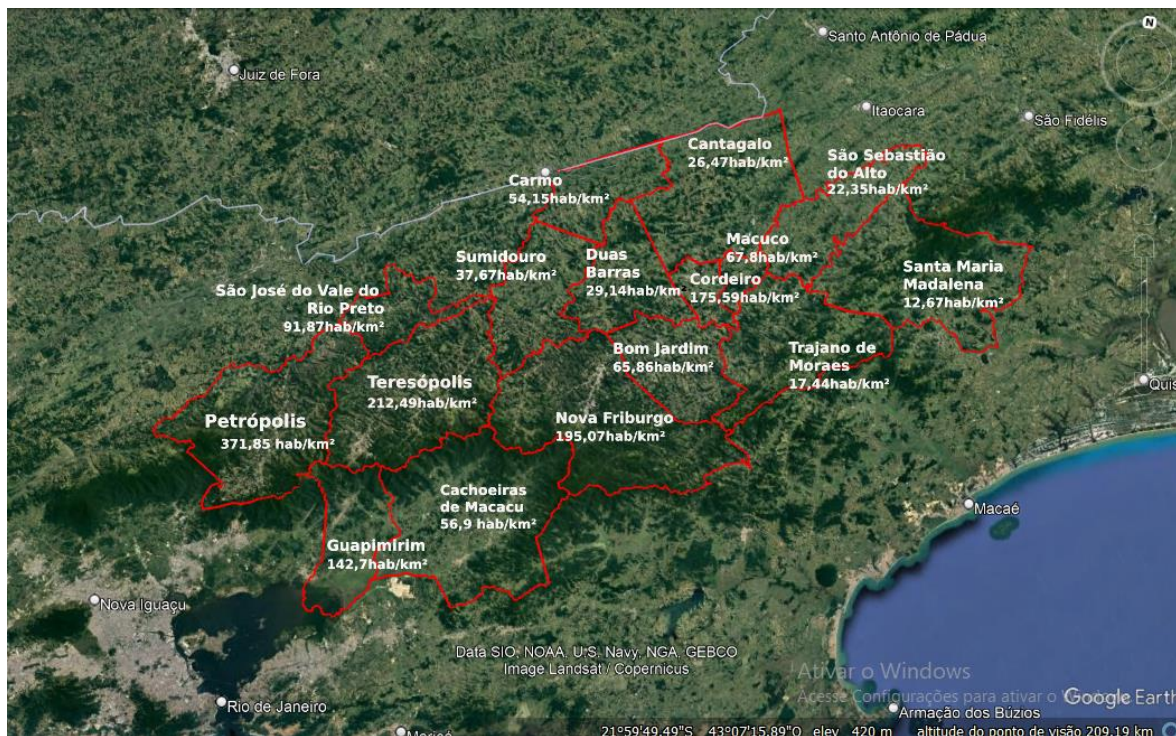 N
Santo Antônio de Pádua
Juiz de Fora
Itaocara
São Fidélis
Cantagalo
26,47hab/km²
São Sebastião
do Alto
22,35hab/km²
Carmo
54,15hab/km²
Macuco
67,8hab/km²
Sumidouro
37,67hab/km²
Duas
Barras
29,14hab/km
Cordeiro
175,59hab/km²
Santa Maria
Madalena
12,67hab/km²
São José do Vale do
Rio Preto
91,87hab/km²
Bom Jardim
65,86hab/km²
Trajano de
Moraes
17,44hab/km²
Quis
Teresópolis
212,49hab/km²
Petrópolis
371,85 hab/km²
Nova Friburgo
195,07hab/km²
Cachoeiras
de Macacu
56,9 hab/km²
Macaé
Guapimirim
142,7hab/km²
Nova Iguaçu
Data SIO, NOAA, U.S. Navy, NGA, GEBCO
Image Landsat / Copernicus
Ativar o Windows
Acesse Configurações para ativar o
Google Earth
Rio de Janeiro
Armação dos Búzios
Maricá
21°59'49.49"S 43°07'15.89"O elev 420 m altitude do ponto de visão 209.19 km